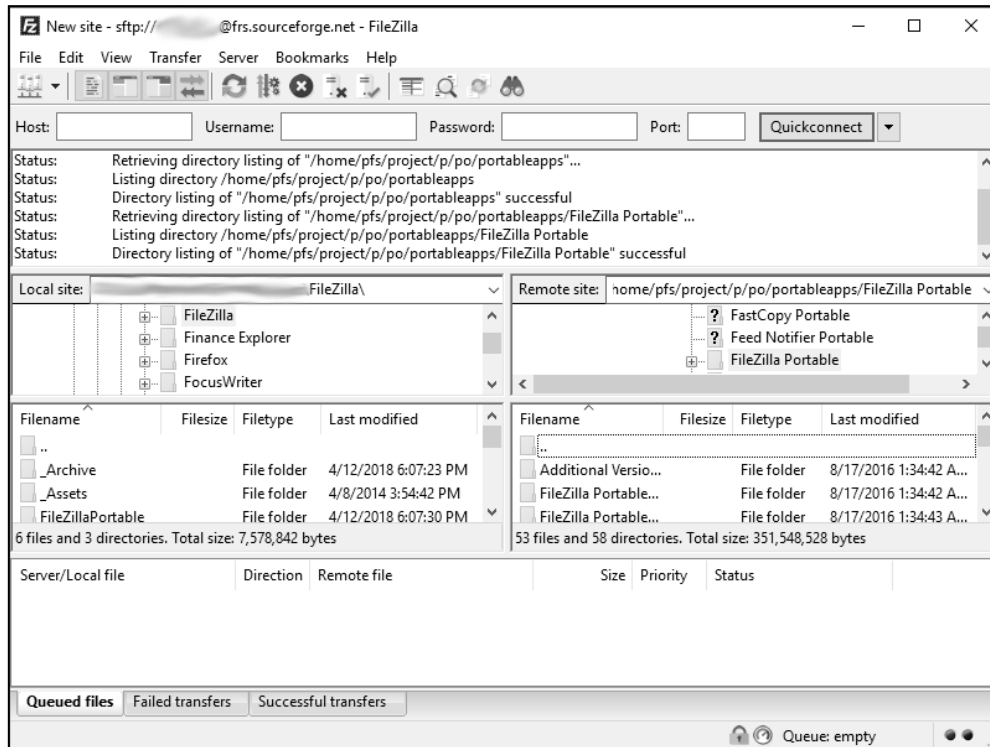 New site - sftp:// @frs.sourceforge.net - FileZilla
File Edit View Transfer Server Bookmarks Help
Host: Username: Password: Port: Quickconnect
Status: Retrieving directory listing of "/home/pfs/project/p/po/portableapps"...
Status: Listing directory /home/pfs/project/p/po/portableapps
Status: Directory listing of "/home/pfs/project/p/po/portableapps" successful
Status: Retrieving directory listing of "/home/pfs/project/p/po/portableapps/FileZilla Portable"...
Status: Listing directory /home/pfs/project/p/po/portableapps/FileZilla Portable
Status: Directory listing of "/home/pfs/project/p/po/portableapps/FileZilla Portable" successful
Local site: FileZilla\
FileZilla
Finance Explorer
Firefox
FocusWriter
Filename Filesize Filetype Last modified
..
_Archive File folder 4/12/2018 6:07:23 PM
_Assets File folder 4/8/2014 3:54:42 PM
FileZillaPortable File folder 4/12/2018 6:07:30 PM
6 files and 3 directories. Total size: 7,578,842 bytes
Remote site: home/pfs/project/p/po/portableapps/FileZilla Portable
? FastCopy Portable
? Feed Notifier Portable
FileZilla Portable
Filename Filesize Filetype Last modified
..
Additional Versio... File folder 8/17/2016 1:34:42 A...
FileZilla Portable... File folder 8/17/2016 1:34:42 A...
FileZilla Portable... File folder 8/17/2016 1:34:43 A...
53 files and 58 directories. Total size: 351,548,528 bytes
Server/Local file Direction Remote file Size Priority Status
Queued files Failed transfers Successful transfers
Queue: empty